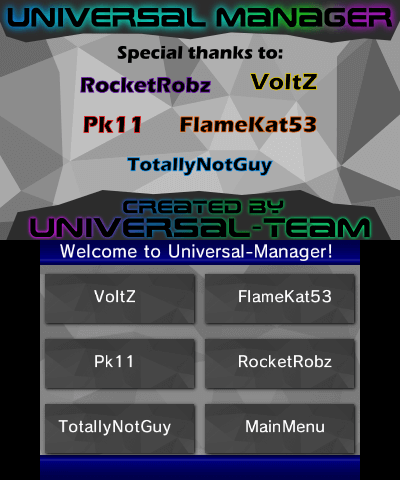 UNIVERSAL MANAGER
Special thanks to:
RocketRobz VoltZ
Pk11 FlameKat53
TotallyNotGuy
CREATED BY
UNIVERSAL-TEAM
Welcome to Universal-Manager!
VoltZ FlameKat53
Pk11 RocketRobz
TotallyNotGuy MainMenu